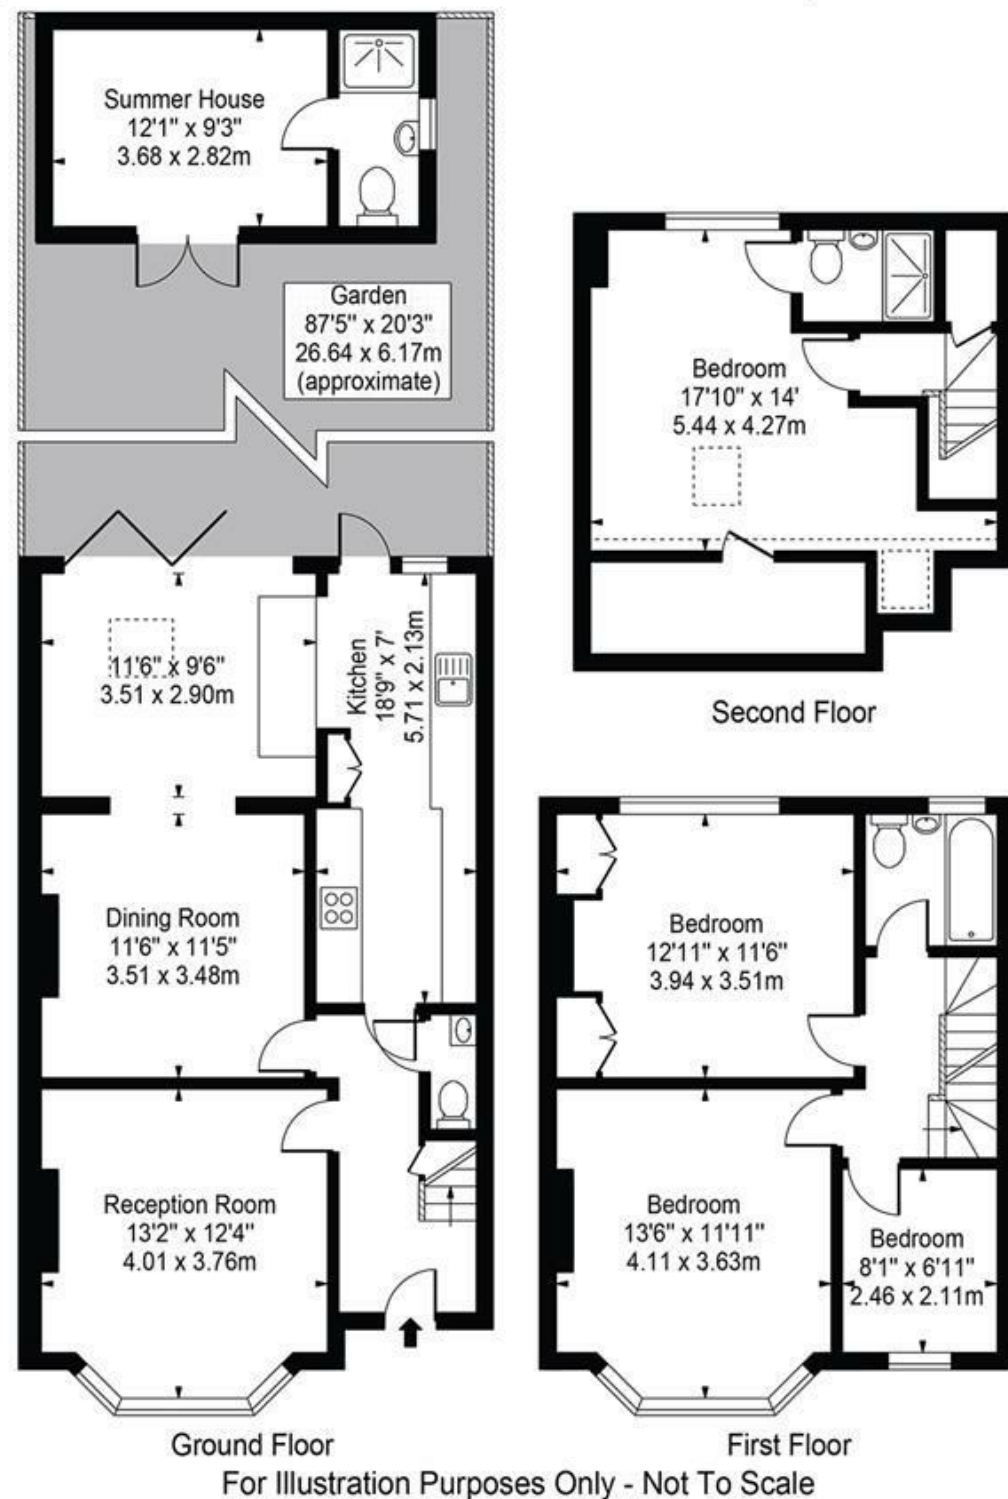 Summer House
12'1" x 9'3"
3.68 x 2.82m
Garden
87'5" x 20'3"
26.64 x 6.17m
(approximate)
11'6" x 9'6"
3.51 x 2.90m
Kitchen
18'9" x 7'
5.71 x 2.13m
Dining Room
11'6" x 11'5"
3.51 x 3.48m
Reception Room
13'2" x 12'4"
4.01 x 3.76m
Ground Floor
Bedroom
17'10" x 14'
5.44 x 4.27m
Second Floor
Bedroom
12'11" x 11'6"
3.94 x 3.51m
Bedroom
13'6" x 11'11"
4.11 x 3.63m
Bedroom
8'1" x 6'11"
2.46 x 2.11m
First Floor
For Illustration Purposes Only - Not To Scale